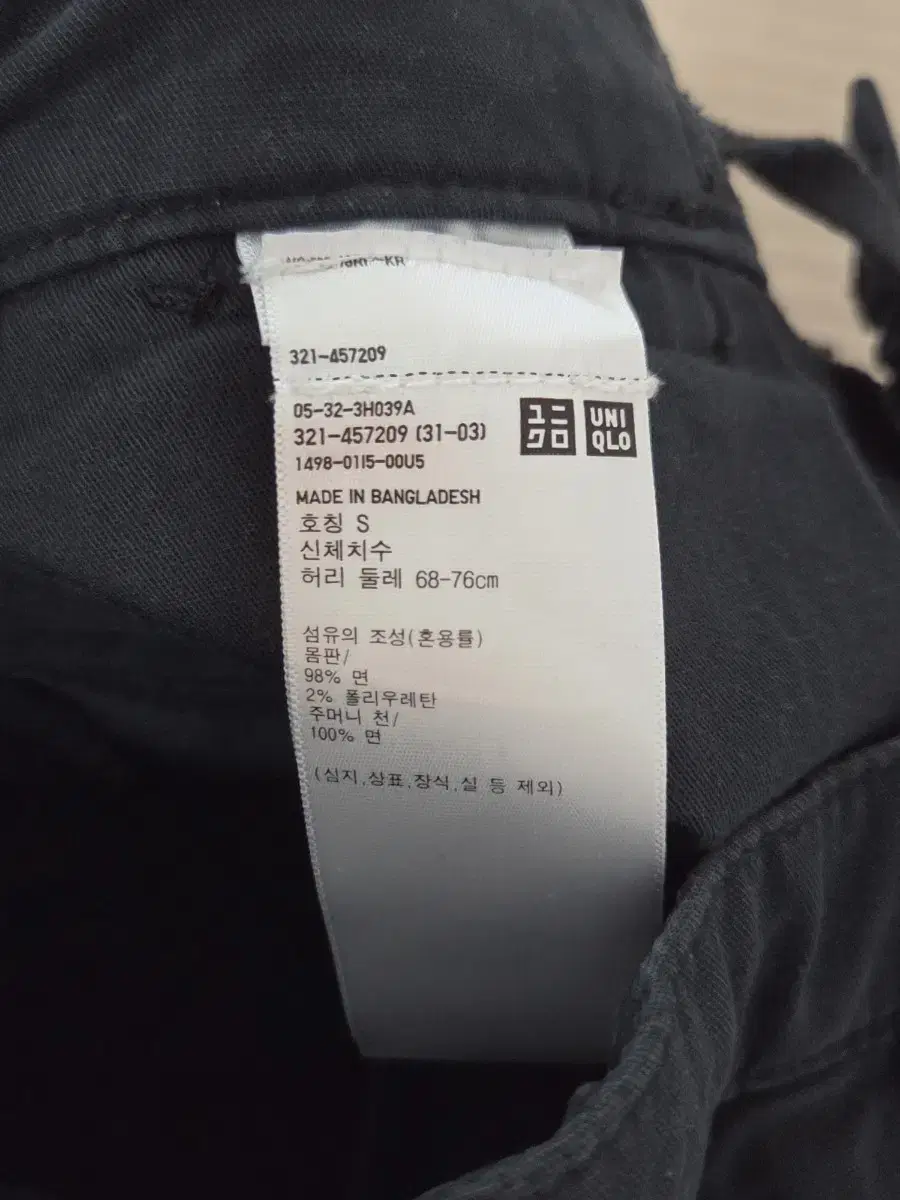 321-457209
05-32-3H039A
321-457209 (31-03)
1498-0115-00U5
ユニ
クロ
UNI
QLO
MADE IN BANGLADESH
호칭 S
신체치수
허리 둘레 68-76cm
섬유의 조성(혼용률)
몸판/
98% 면
2% 폴리우레탄
주머니 천/
100% 면
(심지,상표,장식,실 등 제외)